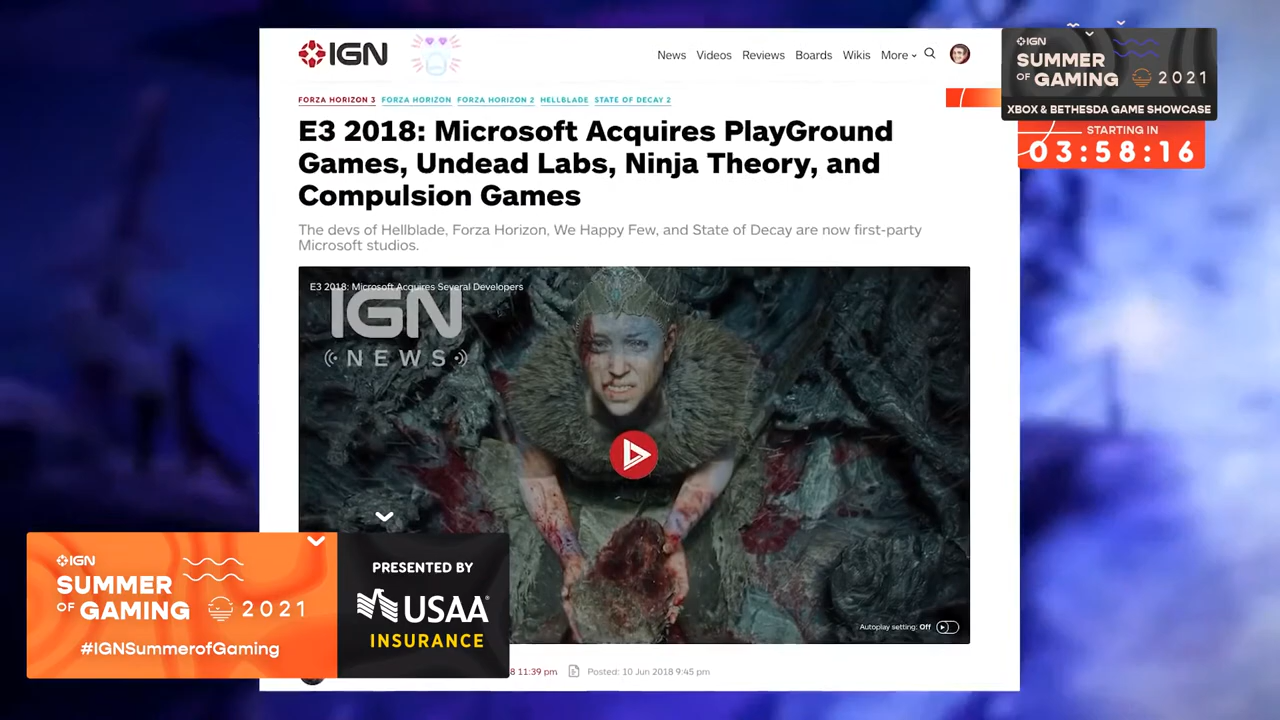 IGN
News Videos Reviews Boards Wikis More
FORZA HORIZON 3 FORZA HORIZON FORZA HORIZON 2 HELLBLADE STATE OF DECAY 2
E3 2018: Microsoft Acquires PlayGround
Games, Undead Labs, Ninja Theory, and
Compulsion Games
The devs of Hellblade, Forza Horizon, We Happy Few, and State of Decay are now first-party
Microsoft studios.
E3 2018: Microsoft Acquires Several Developers
IGN
NEWS
Autoplay setting: Off
8 11:39 pm Posted: 10 Jun 2018 9:45 pm
IGN
SUMMER
OF GAMING 2021
XBOX & BETHESDA GAME SHOWCASE
STARTING IN
03:58:16
IGN
SUMMER
OF GAMING 2021
#IGNSummerofGaming
PRESENTED BY
USAA
INSURANCE